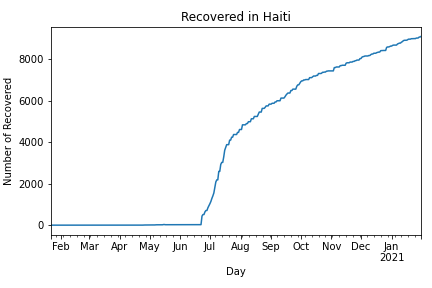 Recovered in Haiti
Number of Recovered
8000
6000
4000
2000
0
Feb Mar Apr May Jun Jul Aug Sep Oct Nov Dec Jan
2021
Day